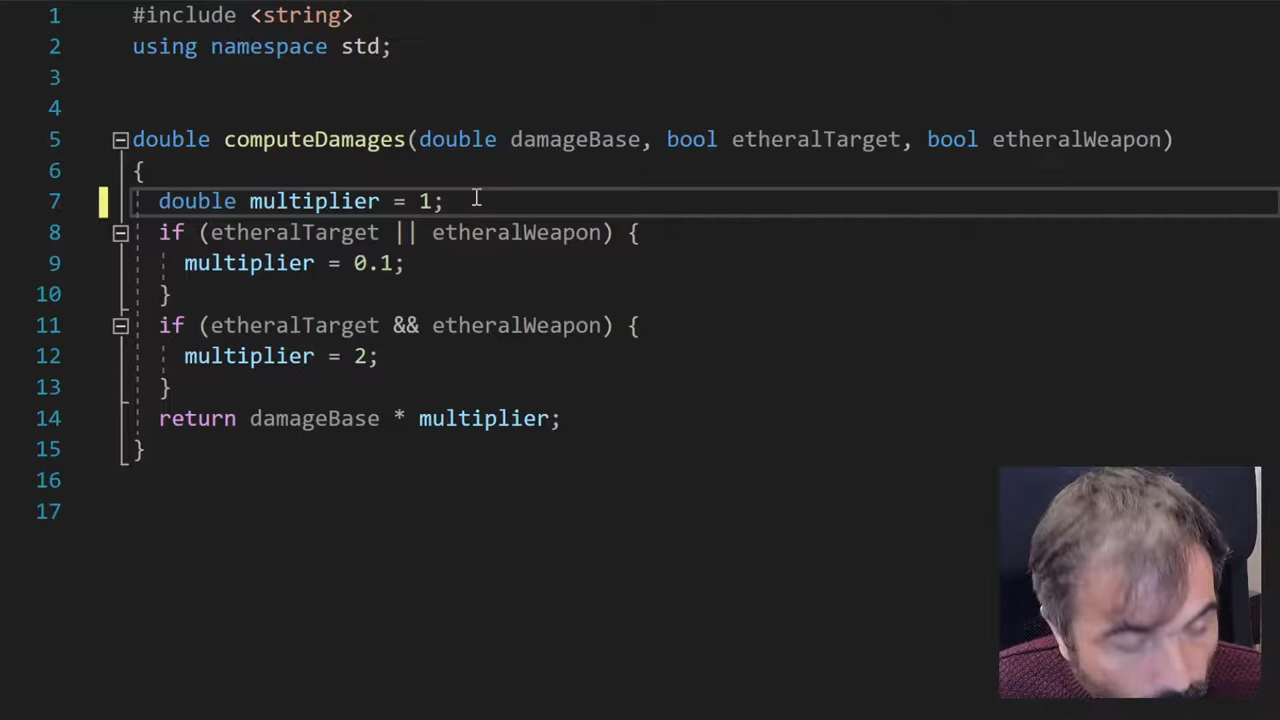 1 #include <string>
2 using namespace std;
3
4
5 double computeDamages(double damageBase, bool etheralTarget, bool etheralWeapon)
6 {
7 double multiplier = 1;
8 if (etheralTarget || etheralWeapon) {
9 multiplier = 0.1;
10 }
11 if (etheralTarget && etheralWeapon) {
12 multiplier = 2;
13 }
14 return damageBase * multiplier;
15 }
16
17